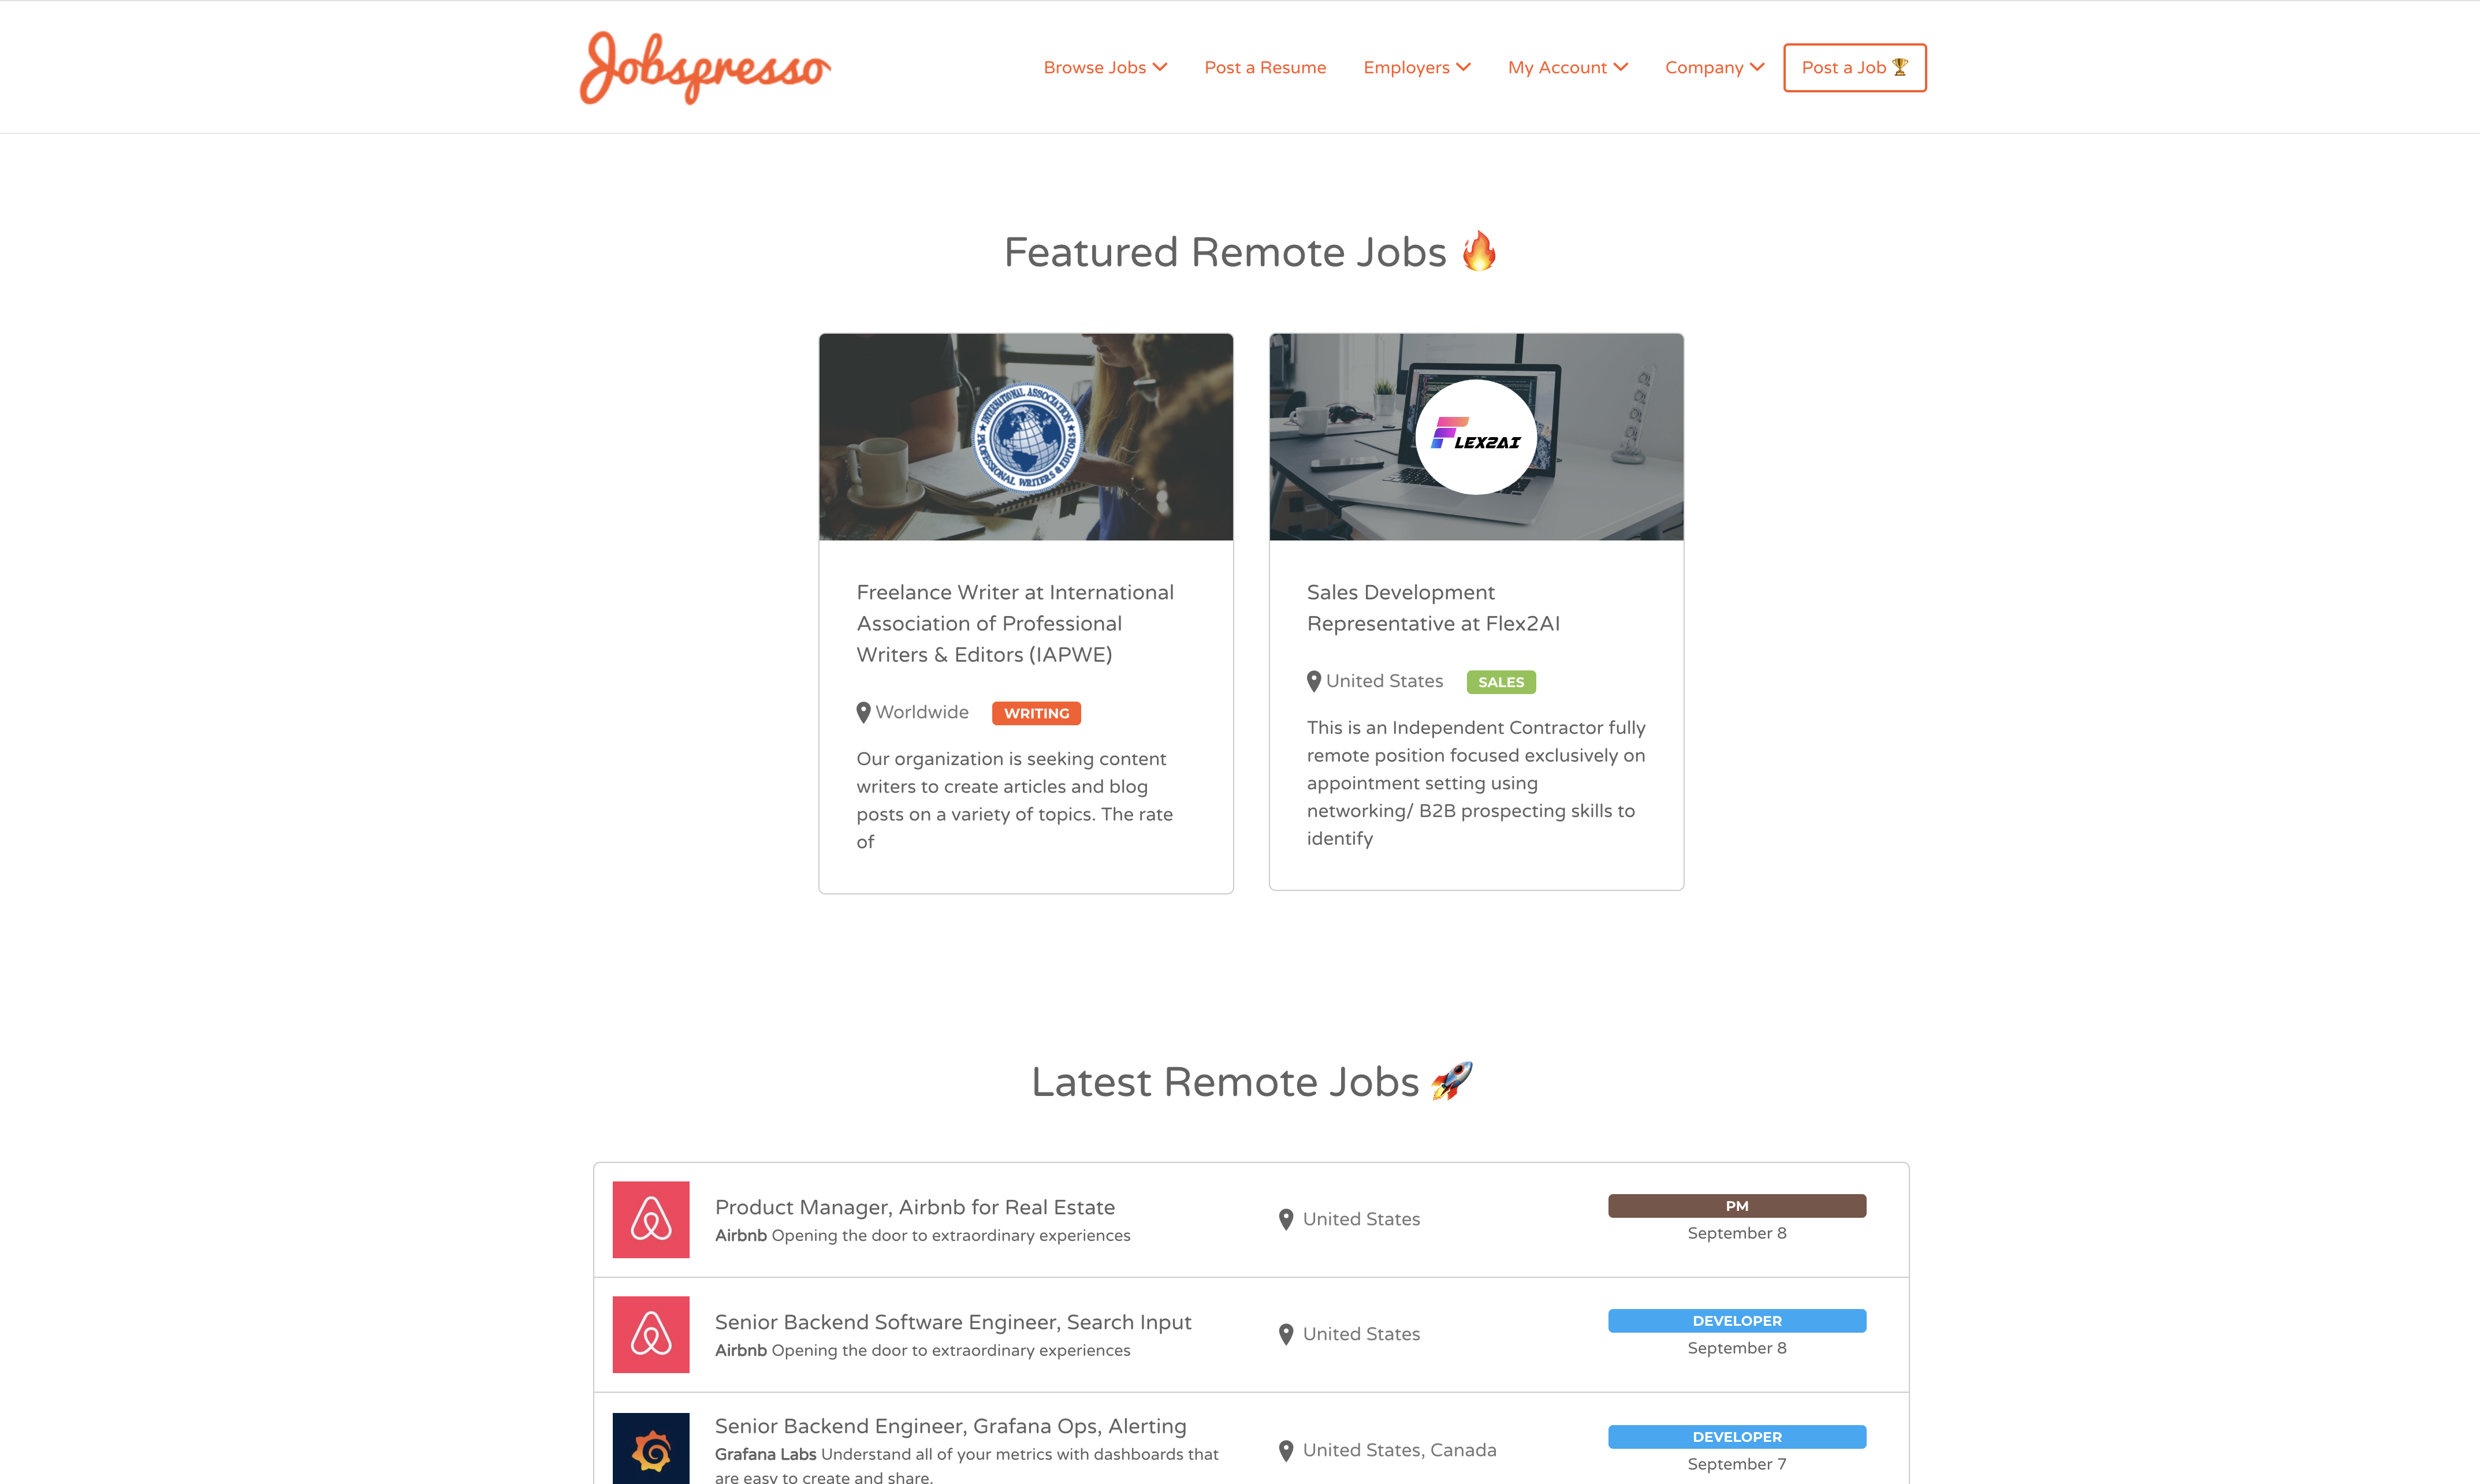 Jobspresso
Browse Jobs
Post a Resume
Employers
My Account
Company
Post a Job 🏆
Featured Remote Jobs 🔥
INTERNATIONAL ASSOCIATION
PROFESSIONAL WRITERS & EDITORS
Freelance Writer at International
Association of Professional
Writers & Editors (IAPWE)
Worldwide
WRITING
Our organization is seeking content
writers to create articles and blog
posts on a variety of topics. The rate
of
FLEX2AI
Sales Development
Representative at Flex2AI
United States
SALES
This is an Independent Contractor fully
remote position focused exclusively on
appointment setting using
networking/ B2B prospecting skills to
identify
Latest Remote Jobs 🚀
Product Manager, Airbnb for Real Estate
Airbnb Opening the door to extraordinary experiences
United States
PM
September 8
Senior Backend Software Engineer, Search Input
Airbnb Opening the door to extraordinary experiences
United States
DEVELOPER
September 8
Senior Backend Engineer, Grafana Ops, Alerting
Grafana Labs Understand all of your metrics with dashboards that
are easy to create and share.
United States, Canada
DEVELOPER
September 7